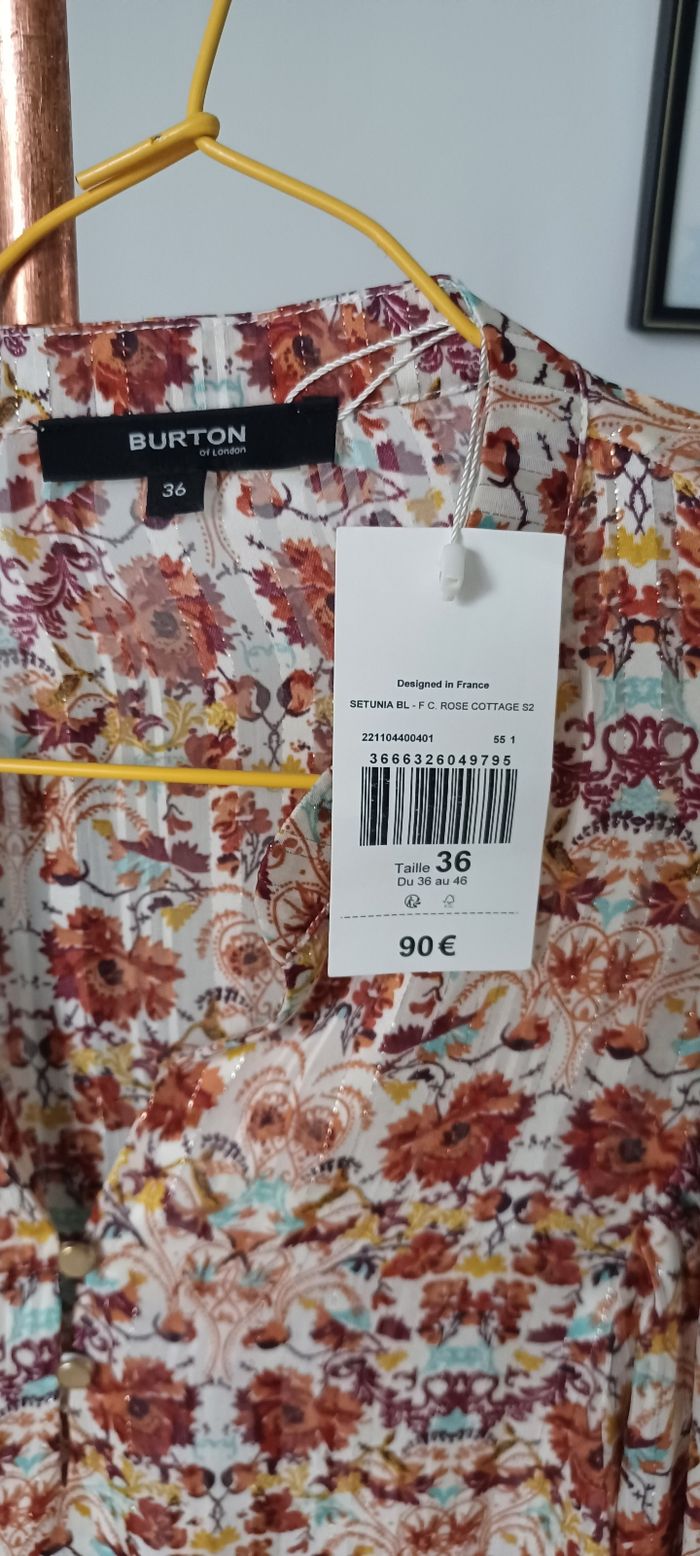 BURTON
of LONDON
36
Designed in France
SETUNIA BL - F C. ROSE COTTAGE S2
221104400401 55 1
3666326049795
Taille 36
Du 36 au 46
90€